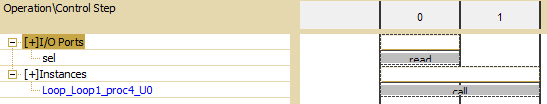 Operation\Control Step 0 1
[+]I/O Ports
sel read
[+]Instances
Loop_Loop1_proc4_U0 call